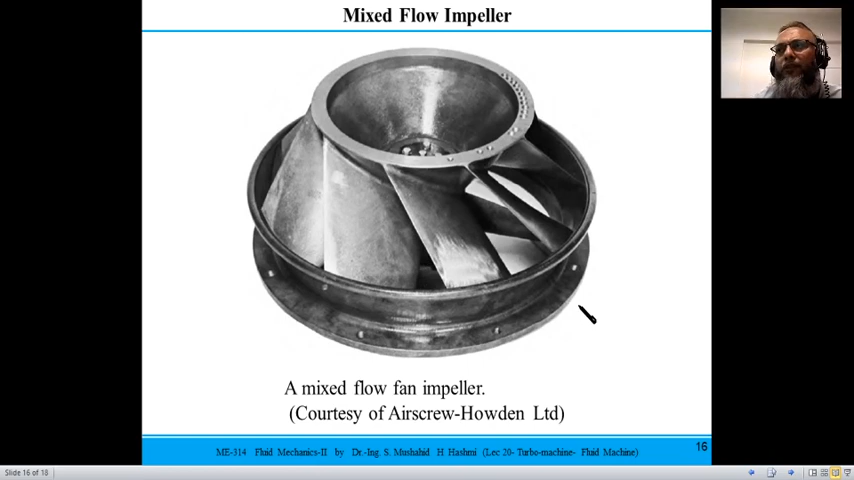 Mixed Flow Impeller
A mixed flow fan impeller.
(Courtesy of Airscrew-Howden Ltd)
ME-314 Fluid Mechanics-II by Dr.-Ing. S. Mushahid H Hashmi (Lec 20- Turbo-machine- Fluid Machine)
16
Slide 16 of 18